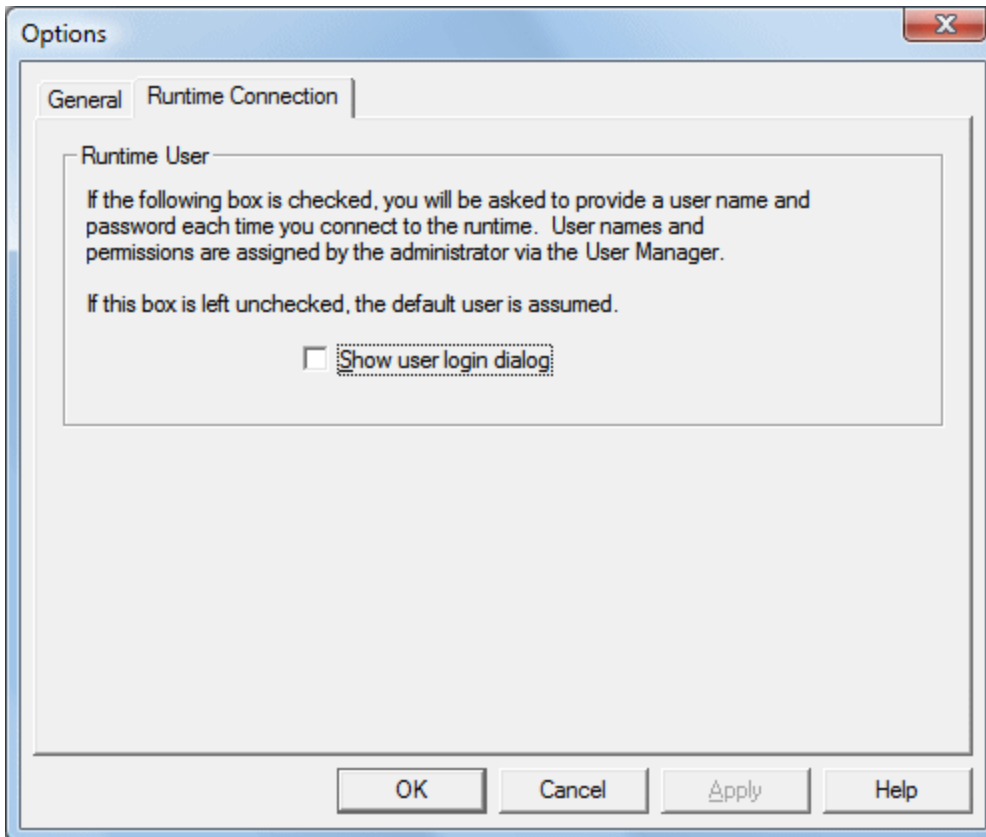 Options
General
Runtime Connection
Runtime User
If the following box is checked, you will be asked to provide a user name and
password each time you connect to the runtime.  User names and
permissions are assigned by the administrator via the User Manager.
If this box is left unchecked, the default user is assumed.
Show user login dialog
OK
Cancel
Apply
Help